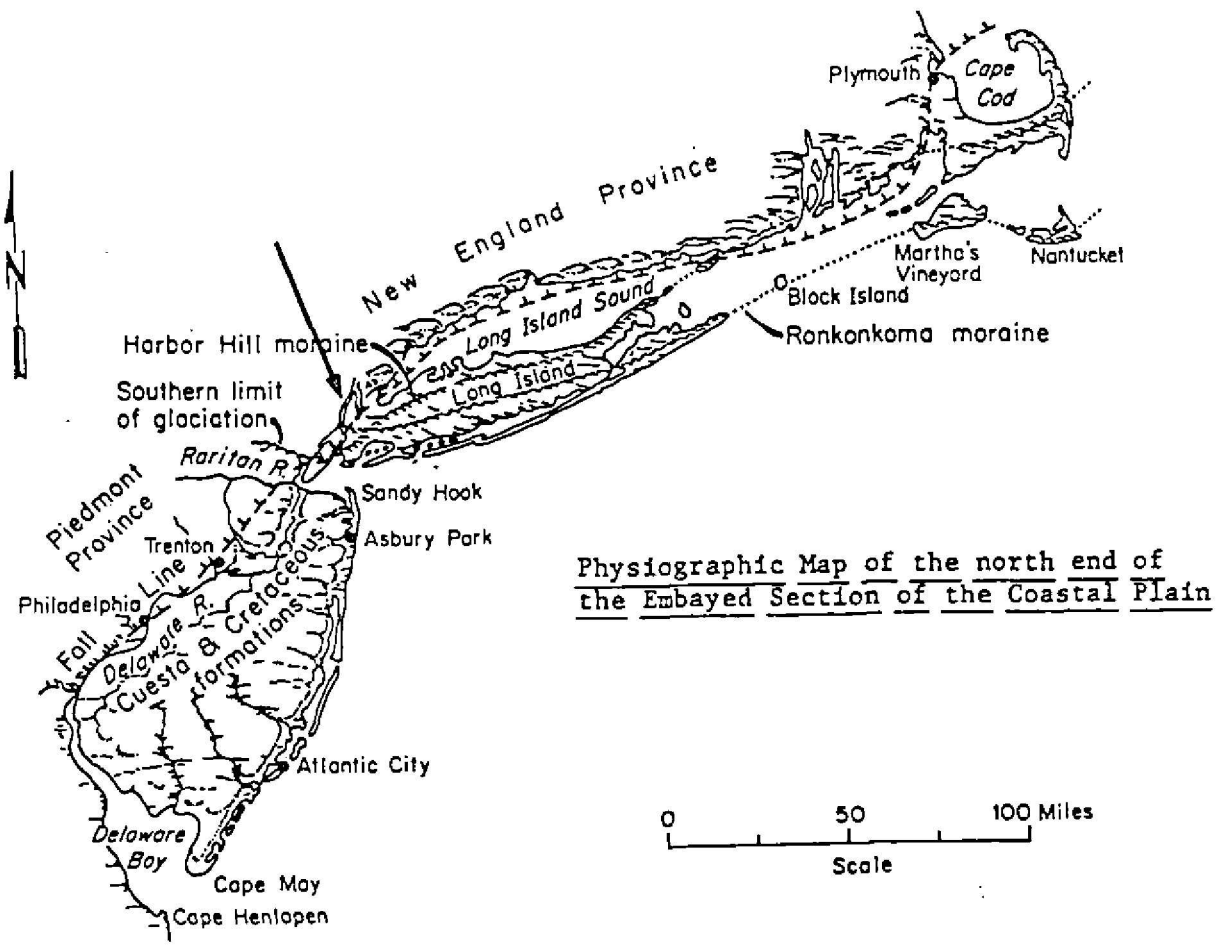 Plymouth
Cape
Cod
New England Province
Martha's
Vineyard
Nantucket
Block Island
Long Island Sound
Ronkonkoma moraine
N
Harbor Hill moraine
Long Island
Southern limit
of glaciation
Raritan R.
Sandy Hook
Piedmont
Province
Trenton
Asbury Park
Fall Line
Philadelphia
Delaware R.
Cuesta & Cretaceous
formations
Physiographic Map of the north end of
the Embayed Section of the Coastal Plain
Atlantic City
0 50 100 Miles
Scale
Delaware
Bay
Cape May
Cape Henlopen